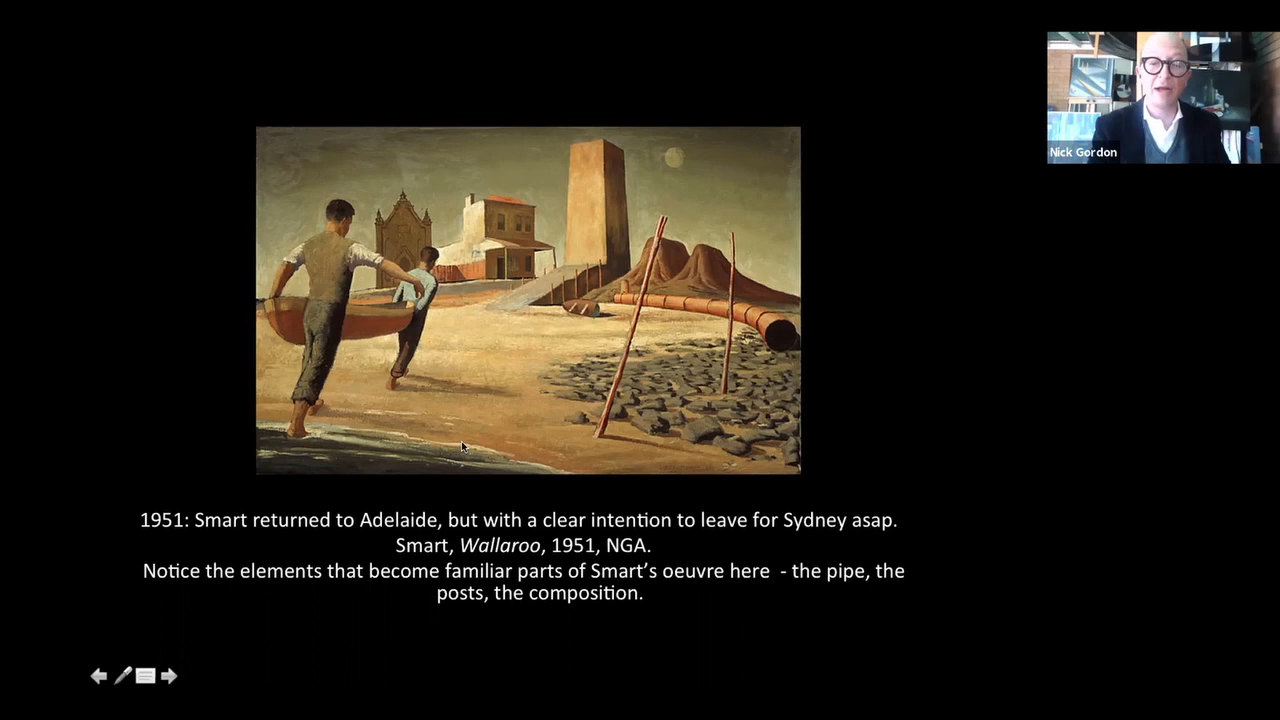 Nick Gordon
1951: Smart returned to Adelaide, but with a clear intention to leave for Sydney asap.
Smart, Wallaroo, 1951, NGA.
Notice the elements that become familiar parts of Smart’s oeuvre here  - the pipe, the
posts, the composition.